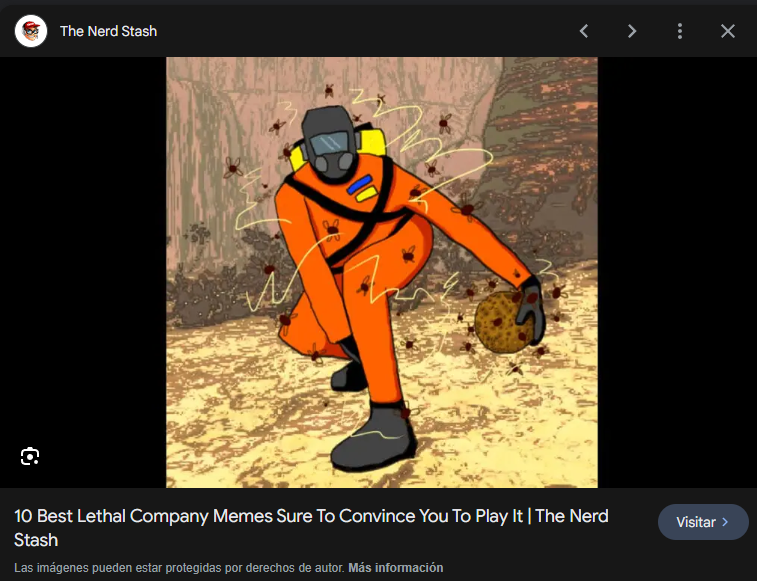 The Nerd Stash
10 Best Lethal Company Memes Sure To Convince You To Play It | The Nerd
Stash
Visitar
Las imágenes pueden estar protegidas por derechos de autor. Más información